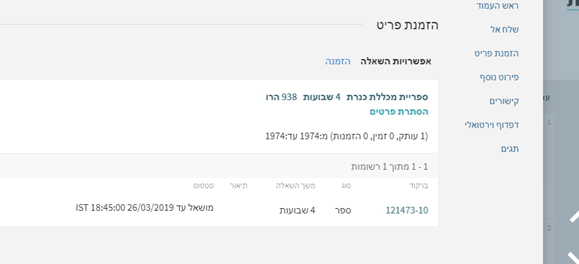 ראש העמוד
שלח אל
הזמנת פריט
פירוט נוסף
קישורים
דפדוף וירטואלי
תגים
הזמנת פריט
אפשרויות השאלה הזמנה
ספריית מכללת כנרת 4 שבועות 938 הרו
הסתרת פרטים
(1 עותק, 0 זמין, 0 הזמנות) מ:1974 עד:1974
1 - 1 מתוך 1 רשומות
ברקוד סוג משך השאלה תיאור סטטוס
121473-10 ספר 4 שבועות מושאל עד 26/03/2019 18:45:00 IST
1
2